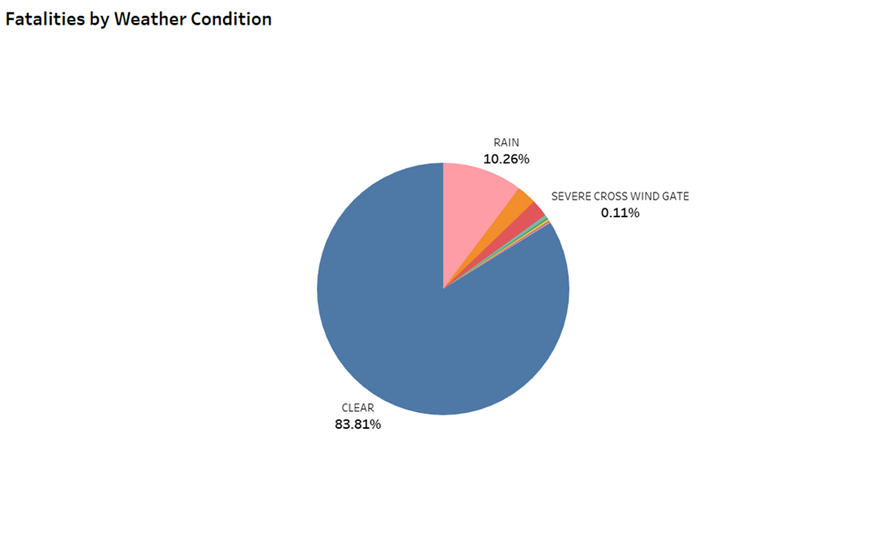 Fatalities by Weather Condition
RAIN
10.26%
SEVERE CROSS WIND GATE
0.11%
CLEAR
83.81%